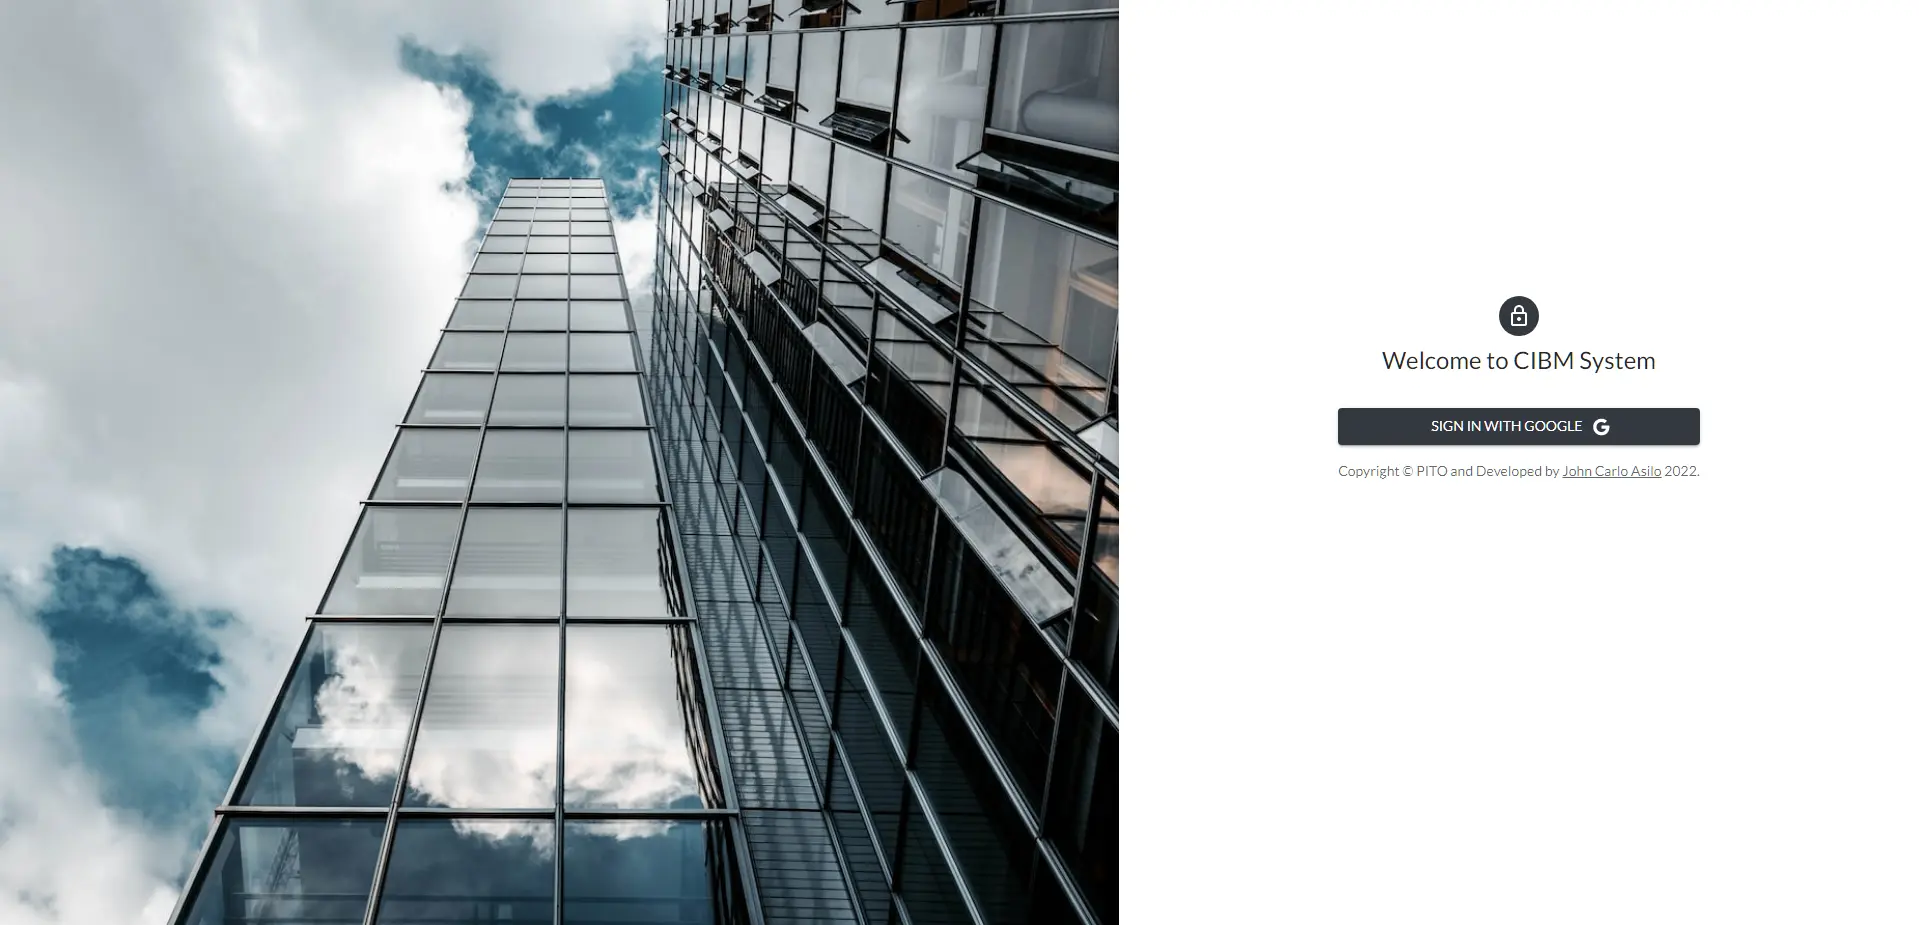 Welcome to CIBM System
SIGN IN WITH GOOGLE
Copyright © PITO and Developed by John Carlo Asilo 2022.